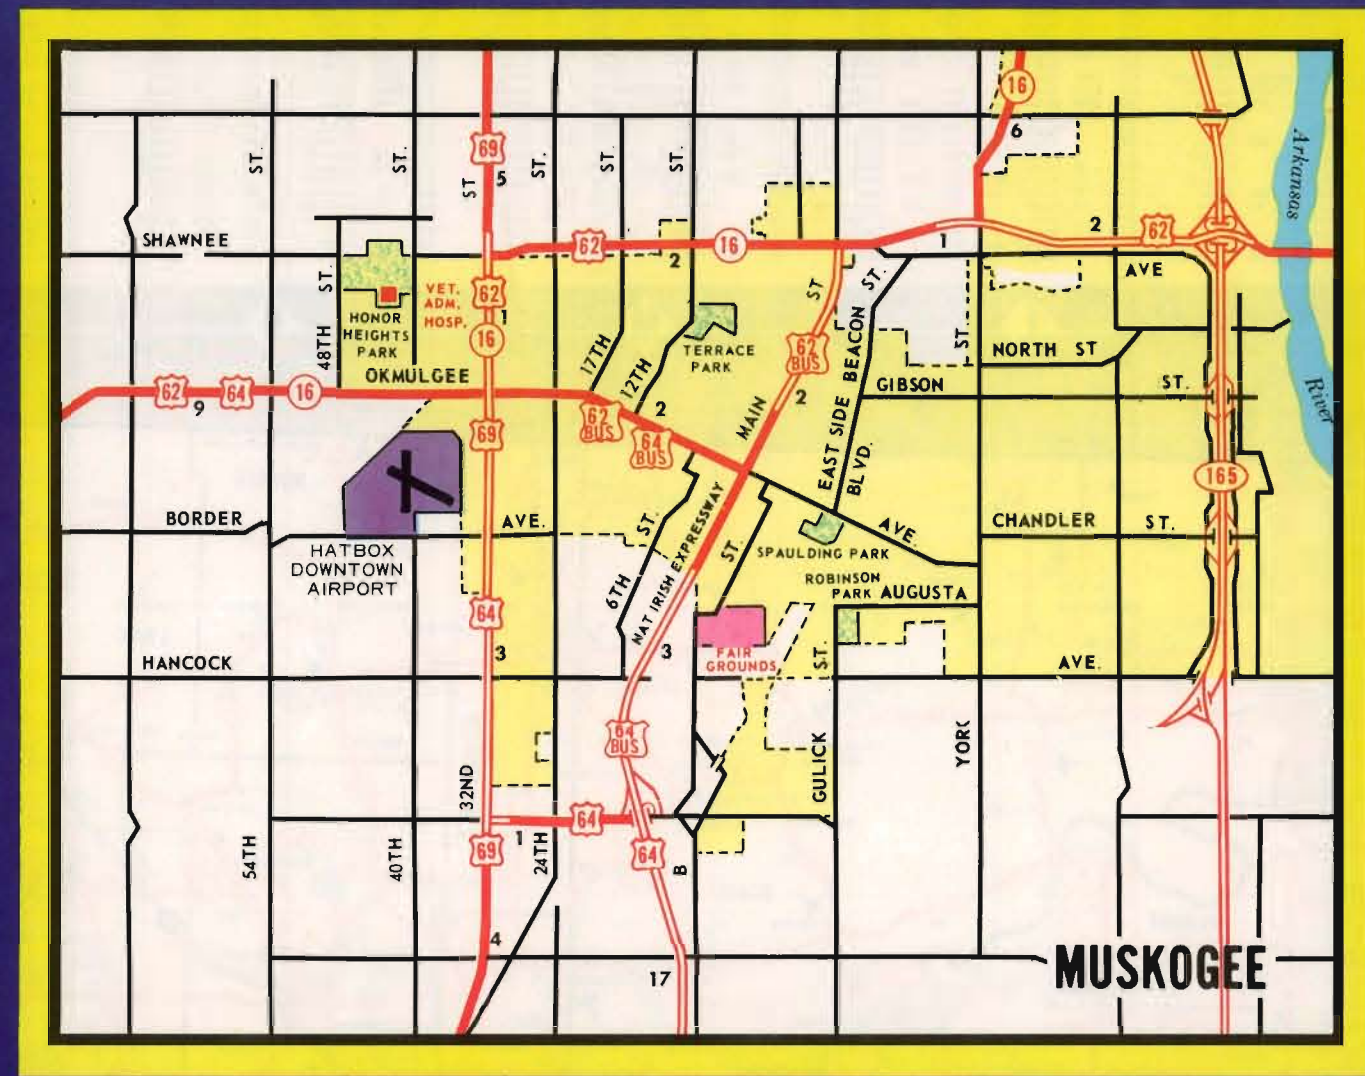 16
6
69
5
ST.
ST.
ST
ST.
ST.
ST.
Arkansas
River
SHAWNEE
62
2
16
1
2
62
AVE
ST.
48TH
HONOR
HEIGHTS
PARK
VET.
ADM.
HOSP.
62
1
16
17TH
12TH
TERRACE
PARK
ST
62
BUS
2
MAIN
EAST SIDE BEACON ST.
BLVD.
ST.
NORTH ST
GIBSON
ST.
OKMULGEE
62
64
16
9
62
BUS
2
64
BUS
69
165
BORDER
AVE.
HATBOX
DOWNTOWN
AIRPORT
6TH
ST.
NAT IRISH EXPRESSWAY
ST
SPAULDING PARK
AVE.
CHANDLER
ST.
ROBINSON
PARK
AUGUSTA
64
3
3
FAIR
GROUNDS
ST.
HANCOCK
AVE.
64
BUS
32ND
GULICK
YORK
64
1
54TH
40TH
69
24TH
64
B
4
17
MUSKOGEE